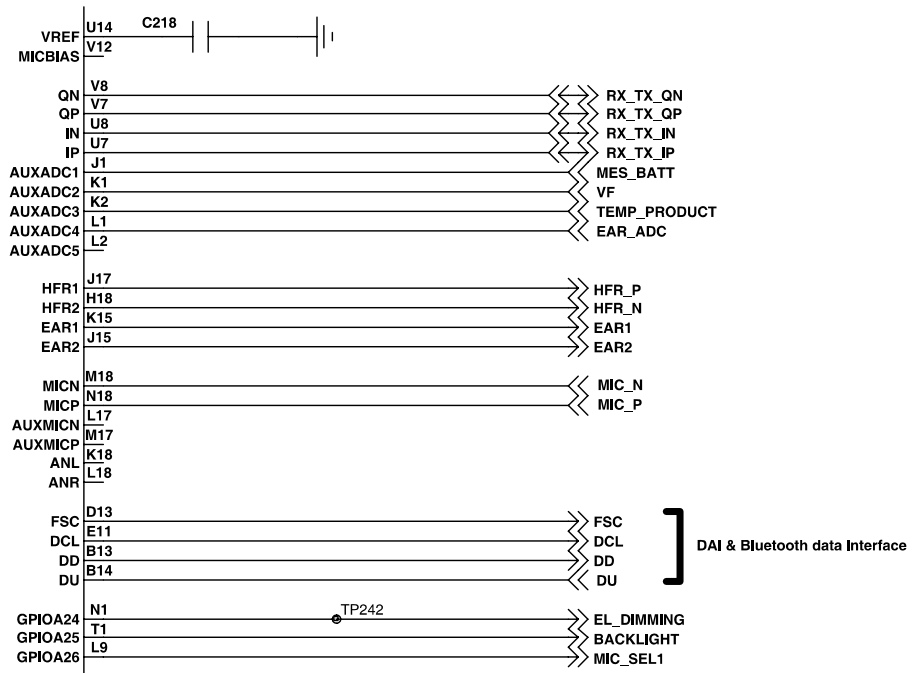 U14 C218
VREF
V12
MICBIAS
V8
QN RX_TX_QN
V7
QP RX_TX_QP
U8
IN RX_TX_IN
U7
IP RX_TX_IP
J1
AUXADC1 MES_BATT
K1
AUXADC2 VF
K2
AUXADC3 TEMP_PRODUCT
L1
AUXADC4 EAR_ADC
L2
AUXADC5
J17
HFR1 HFR_P
H18
HFR2 HFR_N
K15
EAR1 EAR1
J15
EAR2 EAR2
M18
MICN MIC_N
N18
MICP MIC_P
L17
AUXMICN
M17
AUXMICP
K18
ANL
L18
ANR
D13
FSC FSC
E11
DCL DCL
DAI & Bluetooth data Interface
B13
DD DD
B14
DU DU
N1 TP242
GPIOA24 EL_DIMMING
T1
GPIOA25 BACKLIGHT
L9
GPIOA26 MIC_SEL1